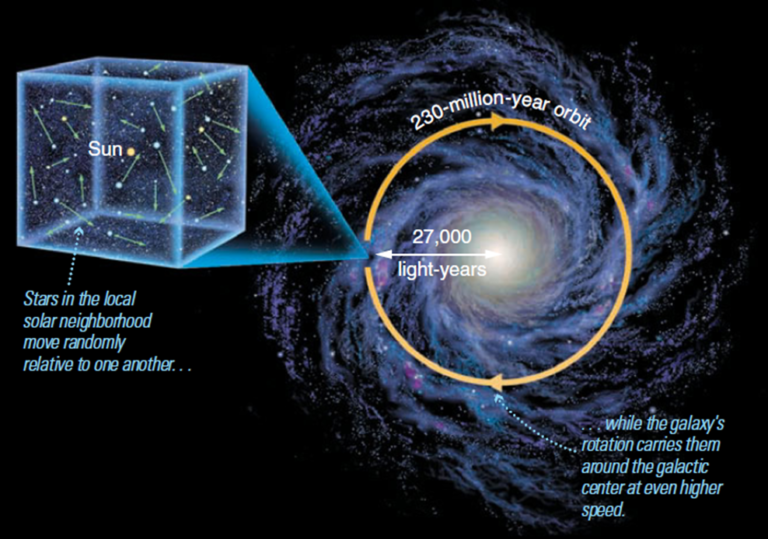 230-million-year orbit
Sun
27,000
light-years
Stars in the local
solar neighborhood
move randomly
relative to one another. . .
. . . while the galaxy's
rotation carries them
around the galactic
center at even higher
speed.